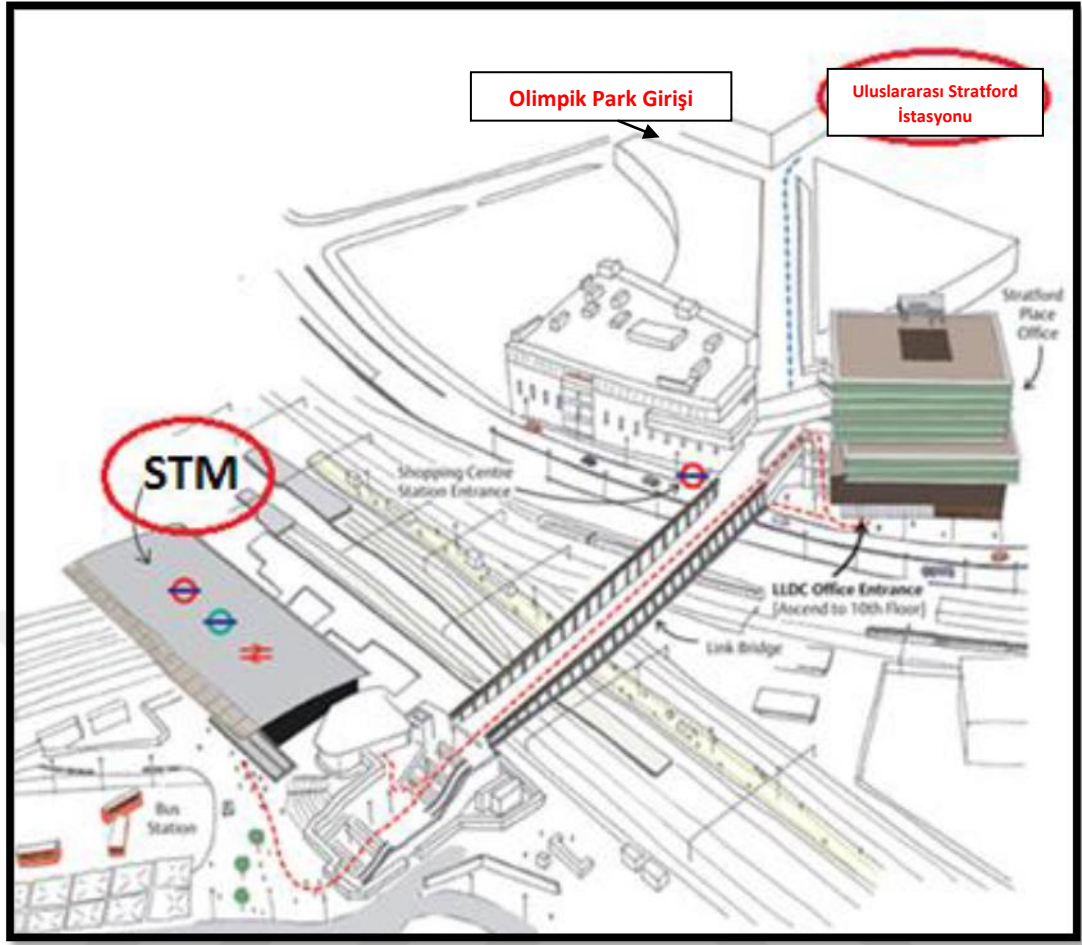 Olimpik Park Girişi
Uluslararası Stratford
İstasyonu
Stratford
Place
Office
STM
Shopping Centre
Station Entrance
LLDC Office Entrance
[Ascend to 10th Floor]
Link Bridge
Bus
Station